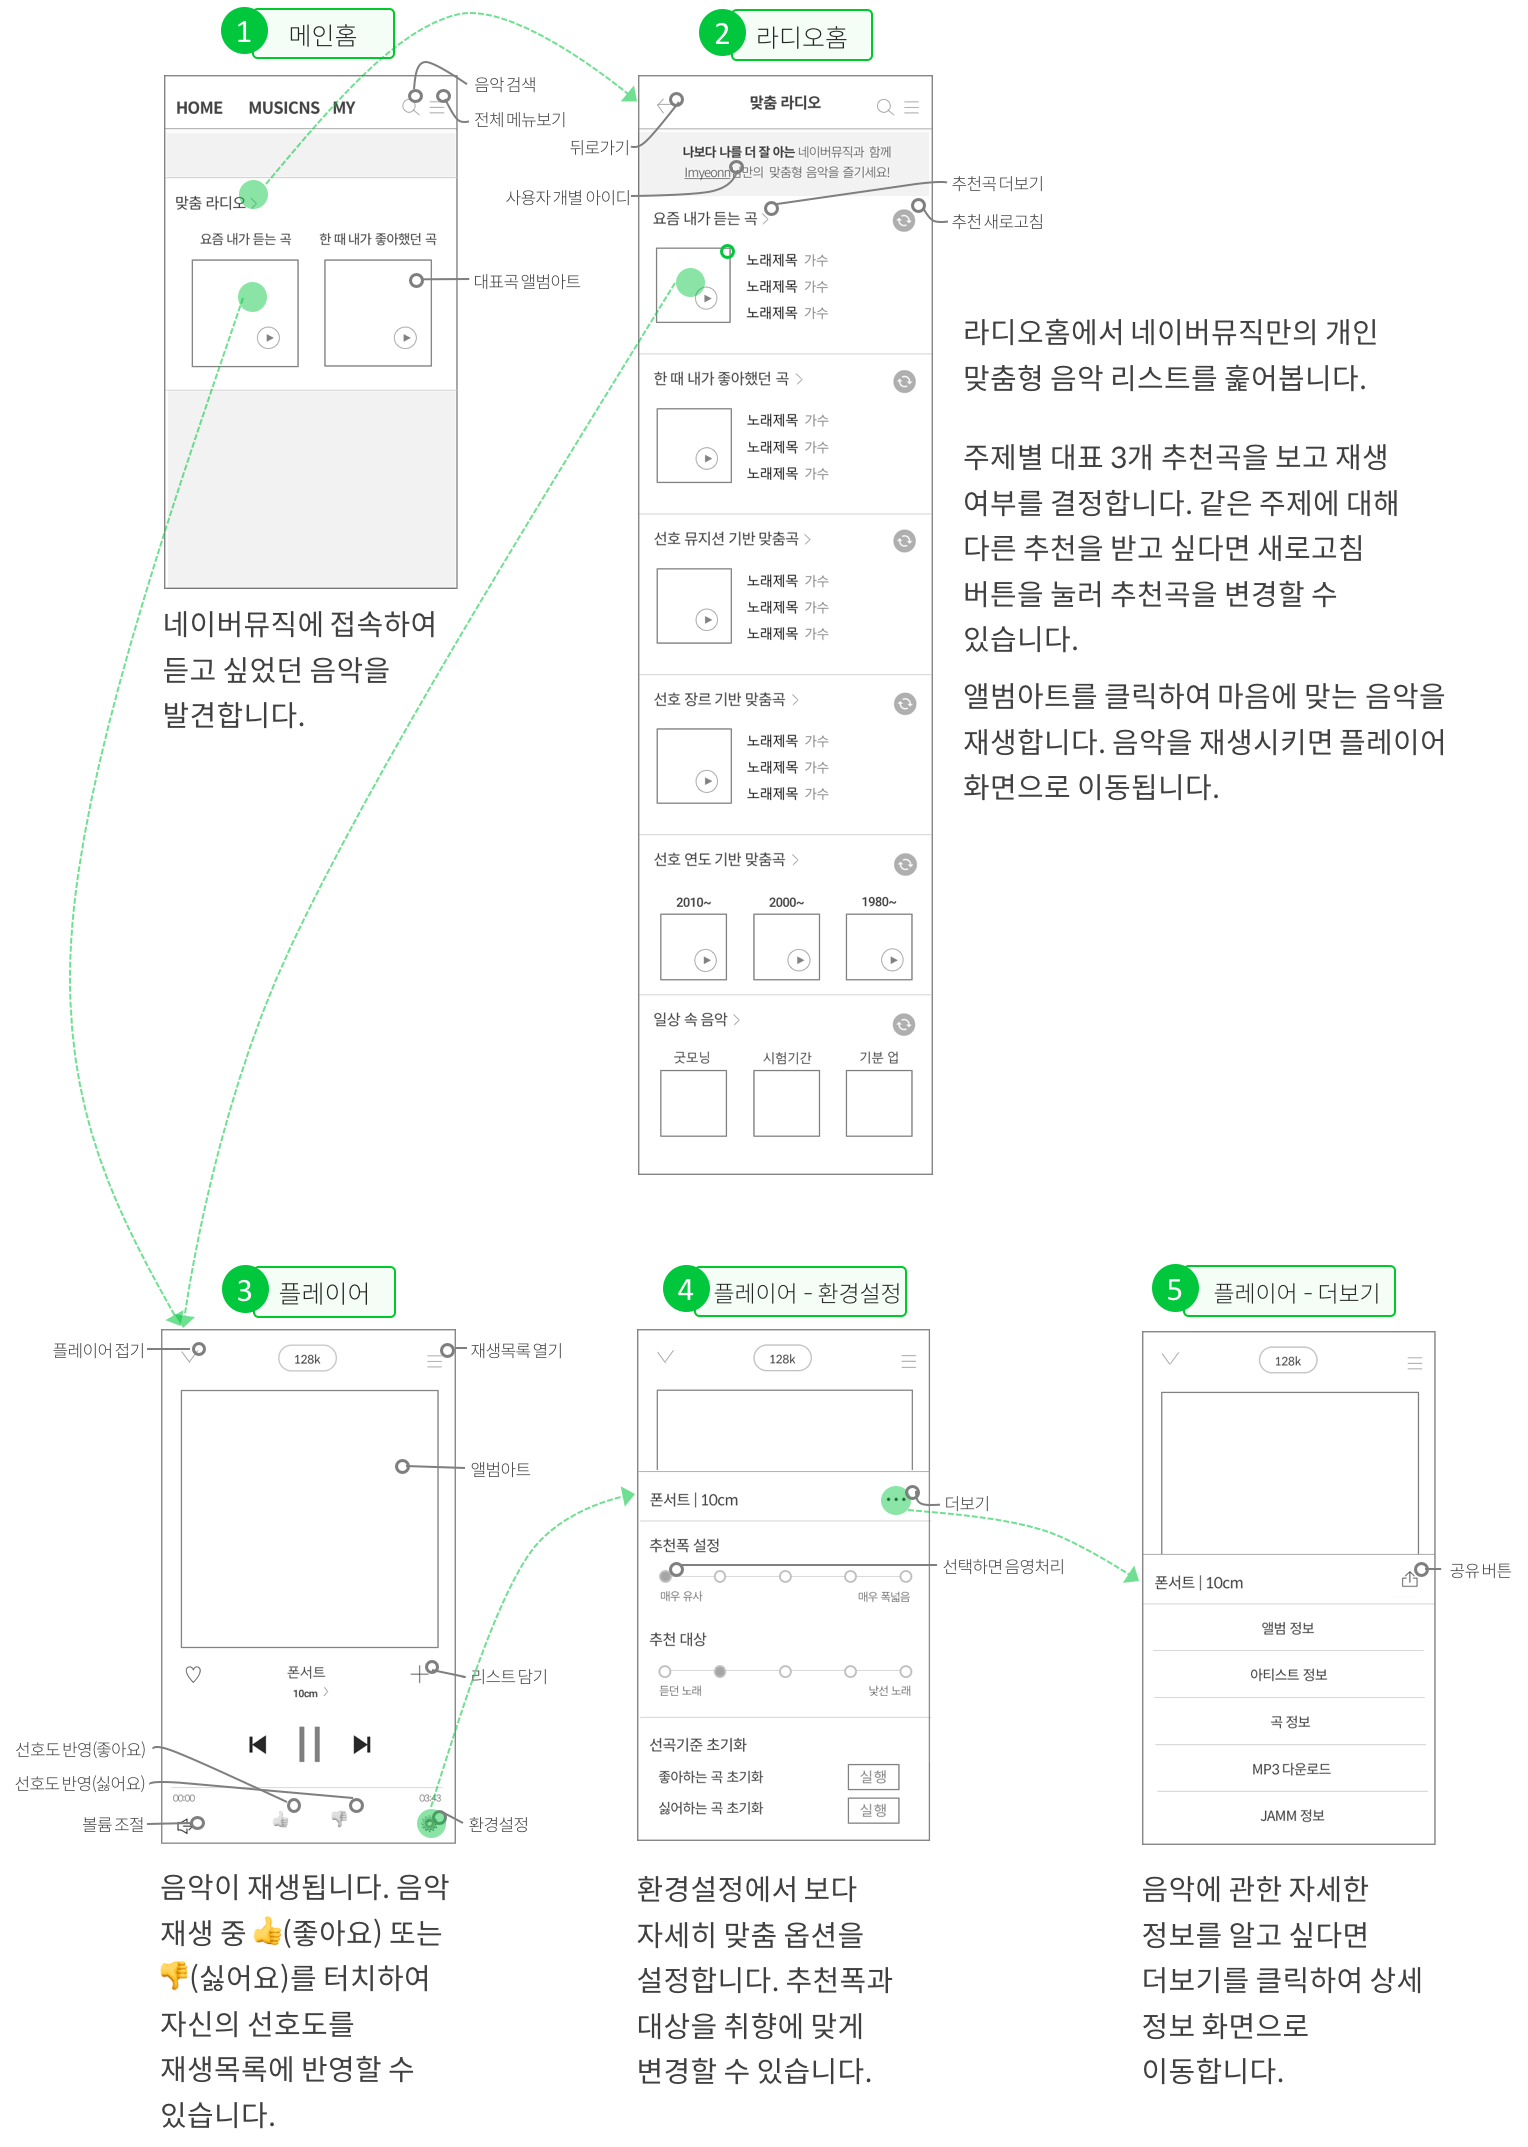 1 메인홈
음악 검색
HOME MUSICNS MY
전체 메뉴보기
맞춤 라디오
요즘 내가 듣는 곡 한 때 내가 좋아했던 곡
대표곡 앨범아트
네이버뮤직에 접속하여
듣고 싶었던 음악을
발견합니다.
2 라디오홈
맞춤 라디오
뒤로가기
나보다 나를 더 잘 아는 네이버뮤직과 함께
Imyeonn님만의 맞춤형 음악을 즐기세요!
사용자 개별 아이디
추천곡 더보기
추천 새로고침
요즘 내가 듣는 곡
노래제목 가수
노래제목 가수
노래제목 가수
한 때 내가 좋아했던 곡
노래제목 가수
노래제목 가수
노래제목 가수
선호 뮤지션 기반 맞춤곡
노래제목 가수
노래제목 가수
노래제목 가수
선호 장르 기반 맞춤곡
노래제목 가수
노래제목 가수
노래제목 가수
선호 연도 기반 맞춤곡
2010~ 2000~ 1980~
일상 속 음악
굿모닝 시험기간 기분 업
라디오홈에서 네이버뮤직만의 개인
맞춤형 음악 리스트를 훑어봅니다.
주제별 대표 3개 추천곡을 보고 재생
여부를 결정합니다. 같은 주제에 대해
다른 추천을 받고 싶다면 새로고침
버튼을 눌러 추천곡을 변경할 수
있습니다.
앨범아트를 클릭하여 마음에 맞는 음악을
재생합니다. 음악을 재생시키면 플레이어
화면으로 이동됩니다.
3 플레이어
플레이어 접기
128k
재생목록 열기
앨범아트
폰서트
10cm
리스트 담기
선호도 반영(좋아요)
선호도 반영(싫어요)
00:00 03:43
볼륨 조절
환경설정
음악이 재생됩니다. 음악
재생 중 👍(좋아요) 또는
👎(싫어요)를 터치하여
자신의 선호도를
재생목록에 반영할 수
있습니다.
4 플레이어 - 환경설정
128k
폰서트 | 10cm
더보기
추천폭 설정
선택하면 음영처리
매우 유사 매우 폭넓음
추천 대상
듣던 노래 낯선 노래
선곡기준 초기화
좋아하는 곡 초기화 실행
싫어하는 곡 초기화 실행
환경설정에서 보다
자세히 맞춤 옵션을
설정합니다. 추천폭과
대상을 취향에 맞게
변경할 수 있습니다.
5 플레이어 - 더보기
128k
폰서트 | 10cm
공유 버튼
앨범 정보
아티스트 정보
곡 정보
MP3 다운로드
JAMM 정보
음악에 관한 자세한
정보를 알고 싶다면
더보기를 클릭하여 상세
정보 화면으로
이동합니다.